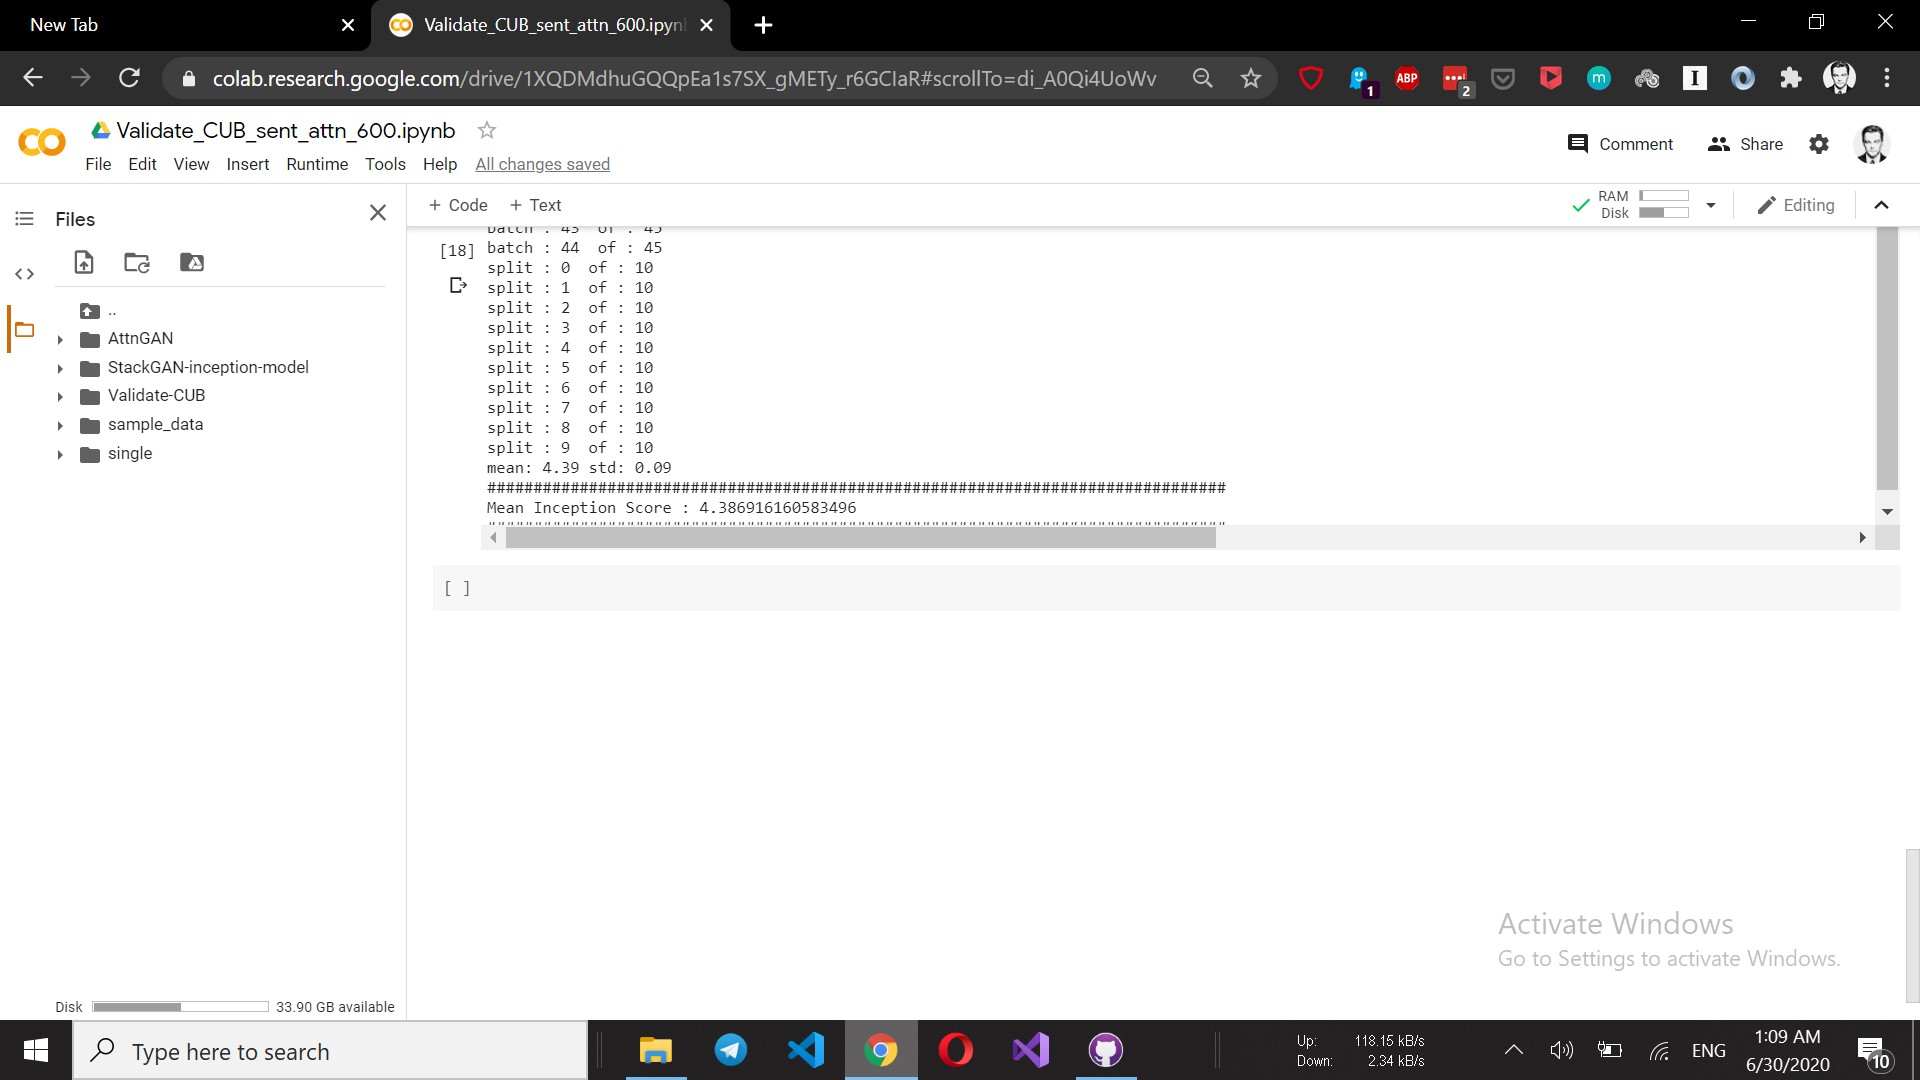 New Tab
Validate_CUB_sent_attn_600.ipyn
colab.research.google.com/drive/1XQDMdhuGQQpEa1s7SX_gMETy_r6GCIaR#scrollTo=di_A0Qi4UoWv
1
ABP
2
m
I
Validate_CUB_sent_attn_600.ipynb
Comment
Share
File Edit View Insert Runtime Tools Help All changes saved
Files
+ Code + Text
RAM
Disk
Editing
batch : 43 of : 45
[18] batch : 44 of : 45
split : 0 of : 10
split : 1 of : 10
split : 2 of : 10
split : 3 of : 10
split : 4 of : 10
split : 5 of : 10
split : 6 of : 10
split : 7 of : 10
split : 8 of : 10
split : 9 of : 10
mean: 4.39 std: 0.09
################################################################################
Mean Inception Score : 4.386916160583496
[ ]
..
AttnGAN
StackGAN-inception-model
Validate-CUB
sample_data
single
Disk 33.90 GB available
Activate Windows
Go to Settings to activate Windows.
Type here to search
Up: 118.15 kB/s
Down: 2.34 kB/s
ENG
1:09 AM
6/30/2020
10